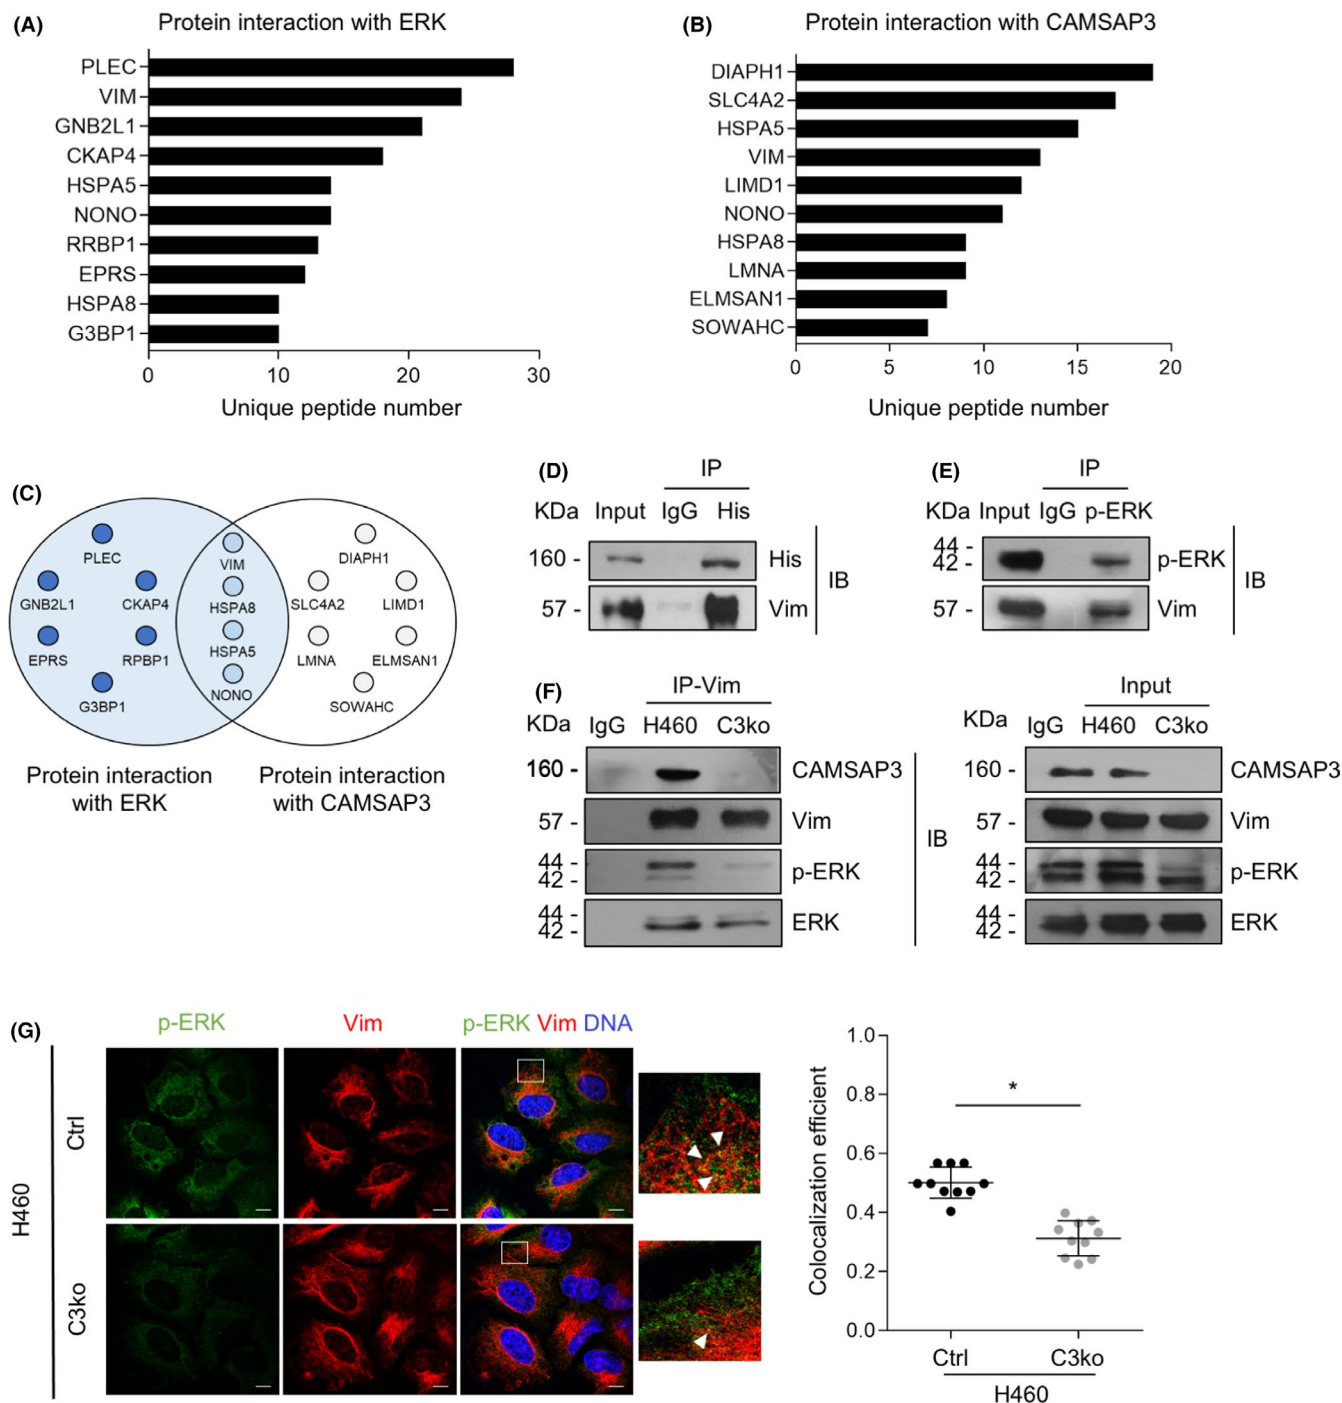 (A) Protein interaction with ERK
PLEC
VIM
GNB2L1
CKAP4
HSPA5
NONO
RRBP1
EPRS
HSPA8
G3BP1
0 10 20 30
Unique peptide number
(B) Protein interaction with CAMSAP3
DIAPH1
SLC4A2
HSPA5
VIM
LIMD1
NONO
HSPA8
LMNA
ELMSAN1
SOWAHC
0 5 10 15 20
Unique peptide number
(C)
PLEC
GNB2L1
CKAP4
EPRS
RPBP1
G3BP1
VIM
HSPA8
HSPA5
NONO
DIAPH1
SLC4A2
LIMD1
LMNA
ELMSAN1
SOWAHC
Protein interaction
with ERK
Protein interaction
with CAMSAP3
(D) IP
KDa Input IgG His
160 - His
57 - Vim
IB
(E) IP
KDa Input IgG p-ERK
44 -
42 - p-ERK
57 - Vim
IB
(F) IP-Vim
KDa IgG H460 C3ko
160 - CAMSAP3
57 - Vim
44 -
42 - p-ERK
44 -
42 - ERK
IB
Input
KDa IgG H460 C3ko
160 - CAMSAP3
57 - Vim
44 -
42 - p-ERK
44 -
42 - ERK
(G) p-ERK Vim p-ERK Vim DNA
H460
Ctrl
C3ko
Colocalization efficient
1.0
0.8
0.6
0.4
0.2
0.0
*
Ctrl C3ko
H460